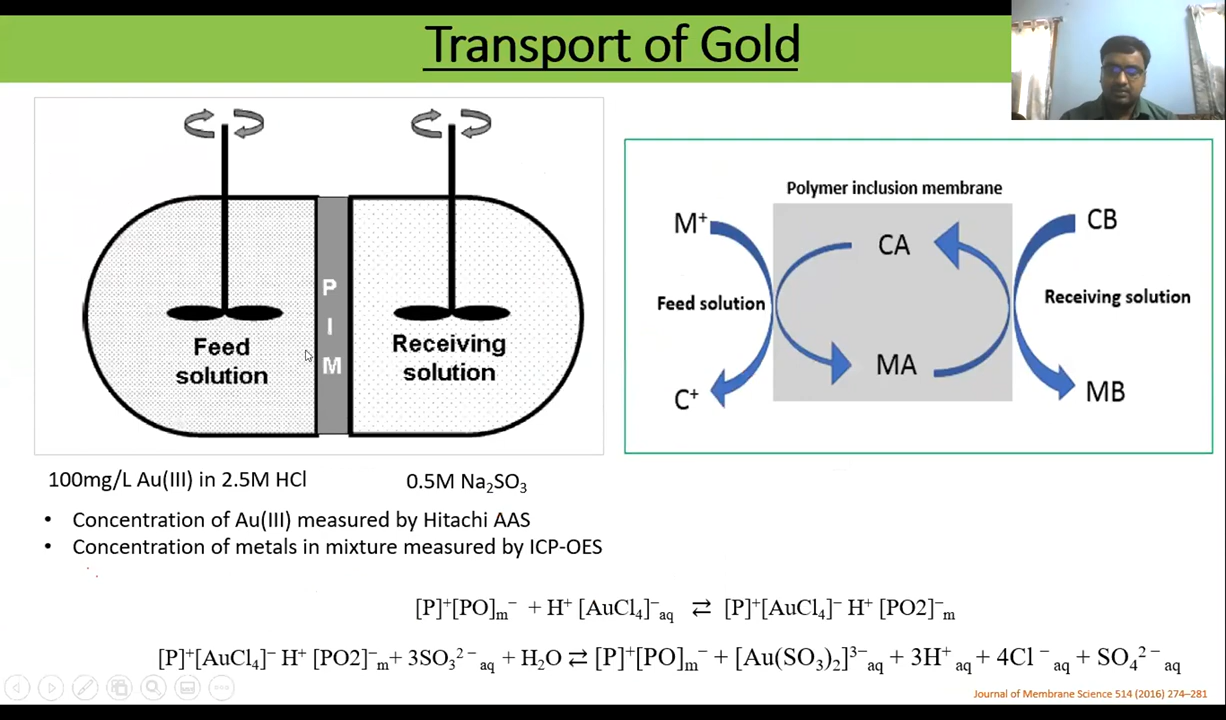 Transport of Gold
P
I
M
Feed
solution
Receiving
solution
Polymer inclusion membrane
M⁺
CA
CB
Feed solution
Receiving solution
MA
C⁺
MB
100mg/L Au(III) in 2.5M HCl
0.5M Na₂SO₃
• Concentration of Au(III) measured by Hitachi AAS
• Concentration of metals in mixture measured by ICP-OES
[P]⁺[PO]ₘ⁻ + H⁺ [AuCl₄]⁻aq ⇄ [P]⁺[AuCl₄]⁻ H⁺ [PO2]⁻ₘ
[P]⁺[AuCl₄]⁻ H⁺ [PO2]⁻ₘ + 3SO₃²⁻ aq + H₂O ⇄ [P]⁺[PO]ₘ⁻ + [Au(SO₃)₂]³⁻aq + 3H⁺ aq + 4Cl⁻ aq + SO₄²⁻ aq
Journal of Membrane Science 514 (2016) 274–281